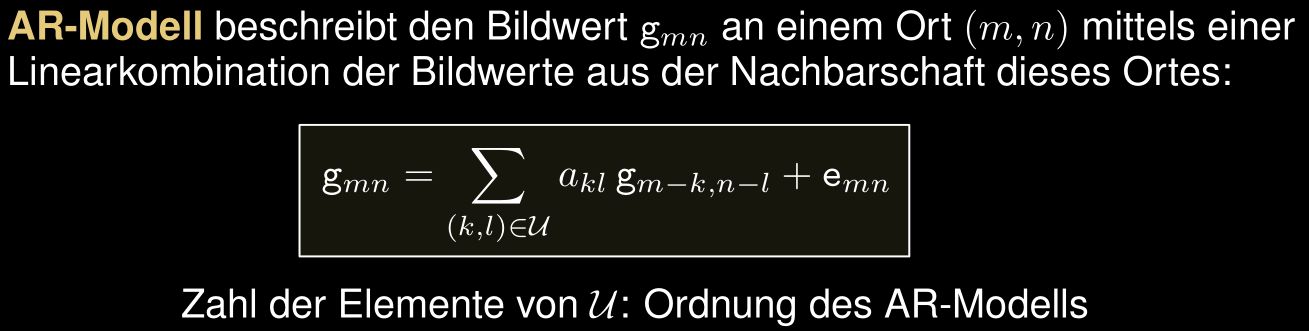 AR-Modell beschreibt den Bildwert g_{mn} an einem Ort (m, n) mittels einer
Linearkombination der Bildwerte aus der Nachbarschaft dieses Ortes:
g_{mn} = \sum_{(k,l)∈\mathcal{U}} a_{kl} g_{m−k,n−l} + e_{mn}
Zahl der Elemente von \mathcal{U}: Ordnung des AR-Modells